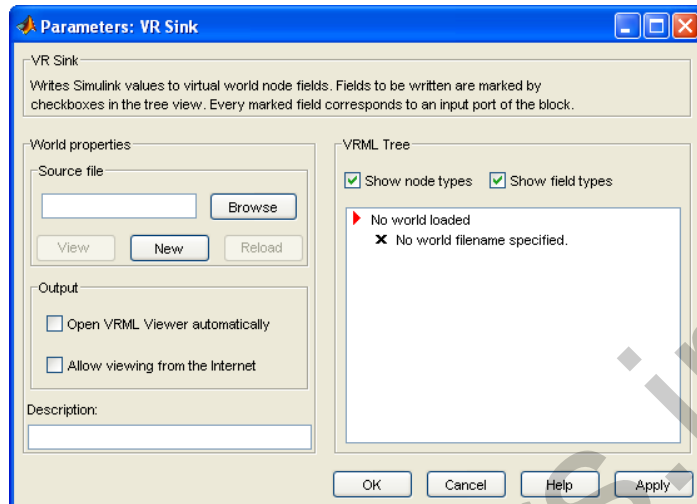 Parameters: VR Sink
VR Sink
Writes Simulink values to virtual world node fields. Fields to be written are marked by
checkboxes in the tree view. Every marked field corresponds to an input port of the block.
World properties
Source file
Browse
View New Reload
Output
Open VRML Viewer automatically
Allow viewing from the Internet
Description:
VRML Tree
Show node types Show field types
No world loaded
No world filename specified.
OK Cancel Help Apply